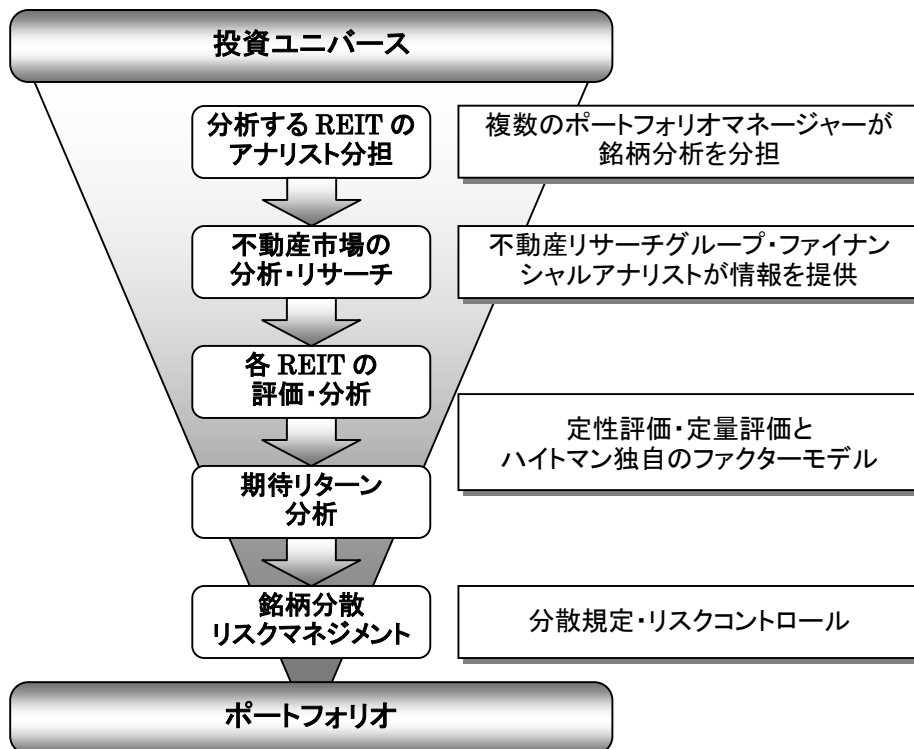 投資ユニバース
分析する REIT の
アナリスト分担
複数のポートフォリオマネージャーが
銘柄分析を分担
不動産市場の
分析・リサーチ
不動産リサーチグループ・ファイナン
シャルアナリストが情報を提供
各 REIT の
評価・分析
定性評価・定量評価と
ハイトマン独自のファクターモデル
期待リターン
分析
銘柄分散
リスクマネジメント
分散規定・リスクコントロール
ポートフォリオ